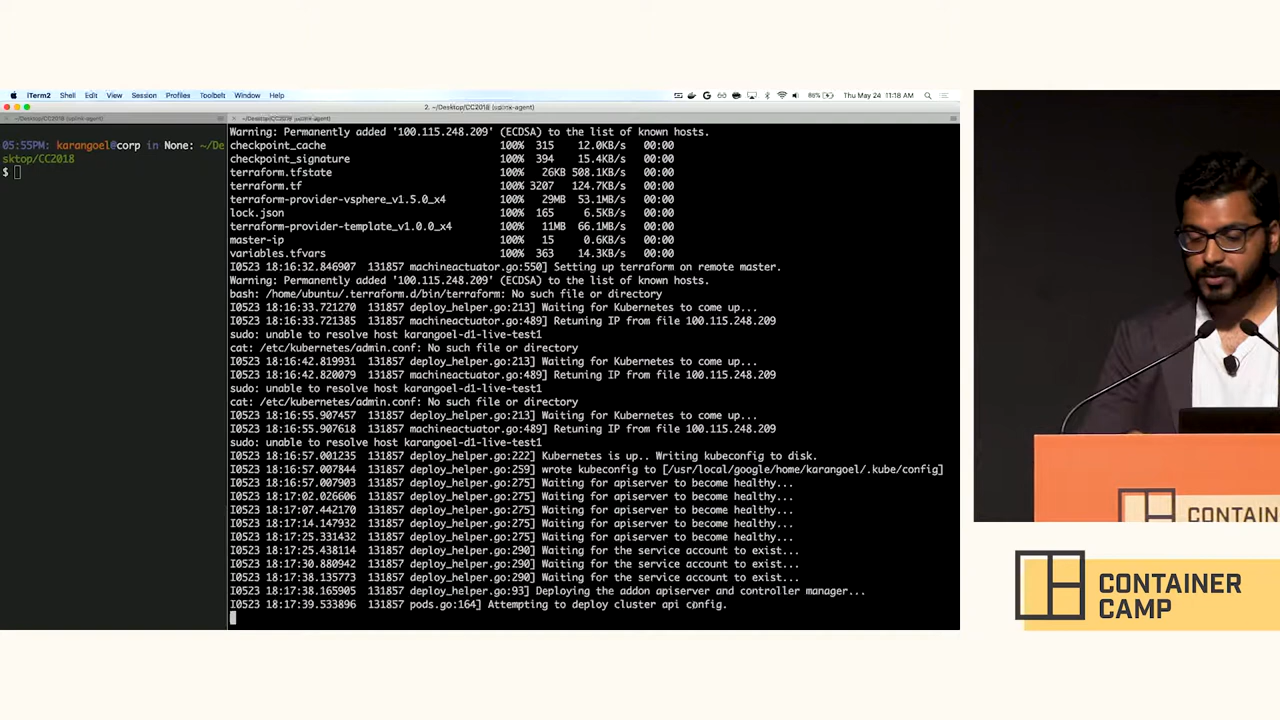 iTerm2 Shell Edit View Session Profiles Toolbelt Window Help
88% Thu May 24 11:18 AM
2. ~/Desktop/CC2018 (uplink-agent)
~/Desktop/CC2018 (uplink-agent)
~/Desktop/CC2018 (uplink-agent)
05:55PM: karangoel@corp in None: ~/De
sktop/CC2018
$
Warning: Permanently added '100.115.248.209' (ECDSA) to the list of known hosts.
checkpoint_cache 100% 315 12.0KB/s 00:00
checkpoint_signature 100% 394 15.4KB/s 00:00
terraform.tfstate 100% 26KB 508.1KB/s 00:00
terraform.tf 100% 3207 124.7KB/s 00:00
terraform-provider-vsphere_v1.5.0_x4 100% 29MB 53.1MB/s 00:00
lock.json 100% 165 6.5KB/s 00:00
terraform-provider-template_v1.0.0_x4 100% 11MB 66.1MB/s 00:00
master-ip 100% 15 0.6KB/s 00:00
variables.tfvars 100% 363 14.3KB/s 00:00
I0523 18:16:32.846907 131857 machineactuator.go:550] Setting up terraform on remote master.
Warning: Permanently added '100.115.248.209' (ECDSA) to the list of known hosts.
bash: /home/ubuntu/.terraform.d/bin/terraform: No such file or directory
I0523 18:16:33.721270 131857 deploy_helper.go:213] Waiting for Kubernetes to come up...
I0523 18:16:33.721385 131857 machineactuator.go:489] Retuning IP from file 100.115.248.209
sudo: unable to resolve host karangoel-d1-live-test1
cat: /etc/kubernetes/admin.conf: No such file or directory
I0523 18:16:42.819931 131857 deploy_helper.go:213] Waiting for Kubernetes to come up...
I0523 18:16:42.820079 131857 machineactuator.go:489] Retuning IP from file 100.115.248.209
sudo: unable to resolve host karangoel-d1-live-test1
cat: /etc/kubernetes/admin.conf: No such file or directory
I0523 18:16:55.907457 131857 deploy_helper.go:213] Waiting for Kubernetes to come up...
I0523 18:16:55.907618 131857 machineactuator.go:489] Retuning IP from file 100.115.248.209
sudo: unable to resolve host karangoel-d1-live-test1
I0523 18:16:57.001235 131857 deploy_helper.go:222] Kubernetes is up.. Writing kubeconfig to disk.
I0523 18:16:57.007844 131857 deploy_helper.go:259] wrote kubeconfig to [/usr/local/google/home/karangoel/.kube/config]
I0523 18:16:57.007903 131857 deploy_helper.go:275] Waiting for apiserver to become healthy...
I0523 18:17:02.026606 131857 deploy_helper.go:275] Waiting for apiserver to become healthy...
I0523 18:17:07.442170 131857 deploy_helper.go:275] Waiting for apiserver to become healthy...
I0523 18:17:14.147932 131857 deploy_helper.go:275] Waiting for apiserver to become healthy...
I0523 18:17:25.331432 131857 deploy_helper.go:275] Waiting for apiserver to become healthy...
I0523 18:17:25.438114 131857 deploy_helper.go:290] Waiting for the service account to exist...
I0523 18:17:30.880942 131857 deploy_helper.go:290] Waiting for the service account to exist...
I0523 18:17:38.135773 131857 deploy_helper.go:290] Waiting for the service account to exist...
I0523 18:17:38.165905 131857 deploy_helper.go:93] Deploying the addon apiserver and controller manager...
I0523 18:17:39.533896 131857 pods.go:164] Attempting to deploy cluster api config.
CONTAIN
CONTAINER
CAMP